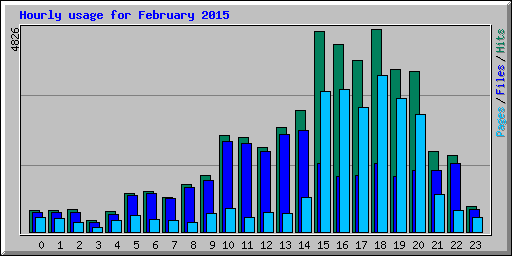 Hourly usage for February 2015
4826
Pages / Files / Hits
0 1 2 3 4 5 6 7 8 9 10 11 12 13 14 15 16 17 18 19 20 21 22 23